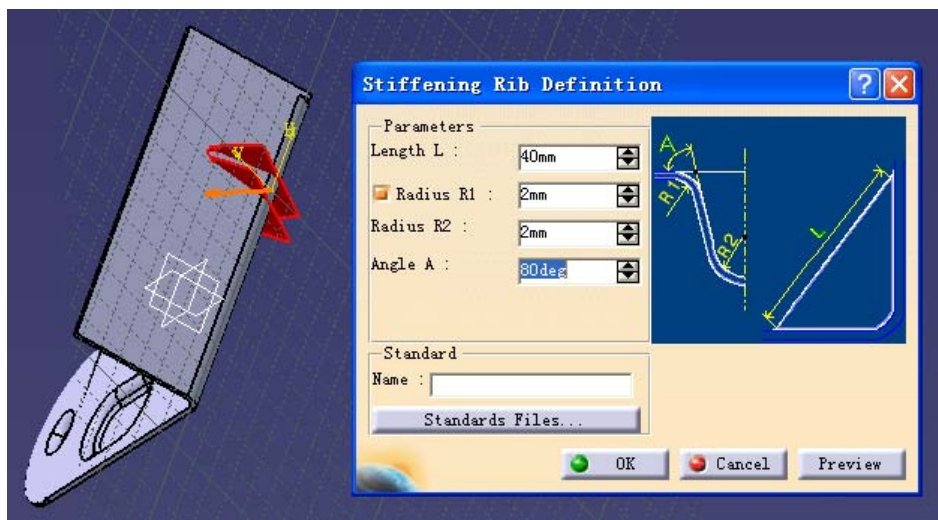 Stiffening Rib Definition
Parameters
Length L : 40mm
Radius R1 : 2mm
Radius R2 : 2mm
Angle A : 80deg
A
R1
R2
L
Standard
Name :
Standards Files...
OK Cancel Preview
V